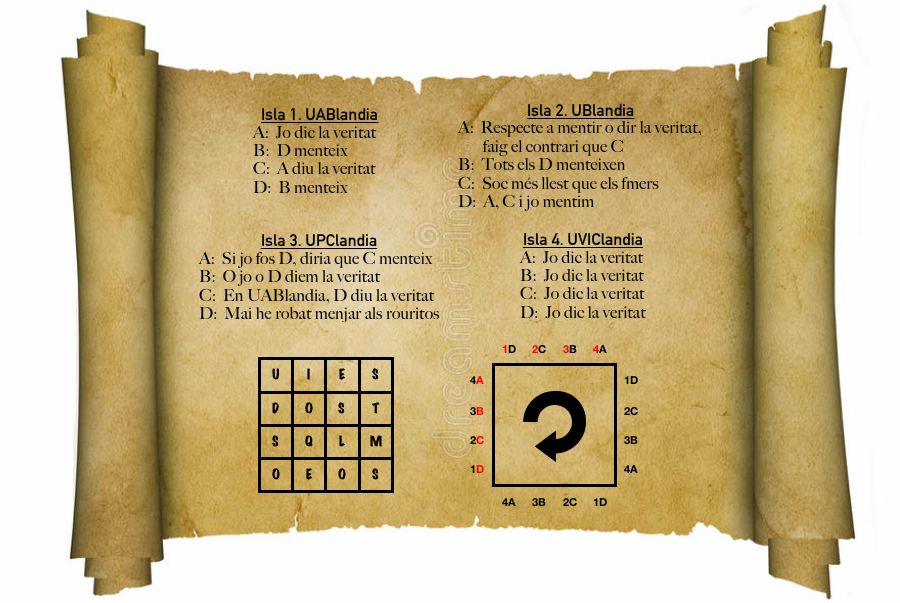 Isla 1. UABlandia
A: Jo dic la veritat
B: D menteix
C: A diu la veritat
D: B menteix
Isla 2. UBlandia
A: Respecte a mentir o dir la veritat,
faig el contrari que C
B: Tots els D menteixen
C: Soc més llest que els fmers
D: A, C i jo mentim
Isla 3. UPClandia
A: Si jo fos D, diria que C menteix
B: O jo o D diem la veritat
C: En UABlandia, D diu la veritat
D: Mai he robat menjar als rouritos
Isla 4. UVIClandia
A: Jo dic la veritat
B: Jo dic la veritat
C: Jo dic la veritat
D: Jo dic la veritat
U I E S
D O S T
S Q L M
O E O S
1D 2C 3B 4A
4A 1D
3B 2C
2C 3B
1D 4A
4A 3B 2C 1D
dreamstime